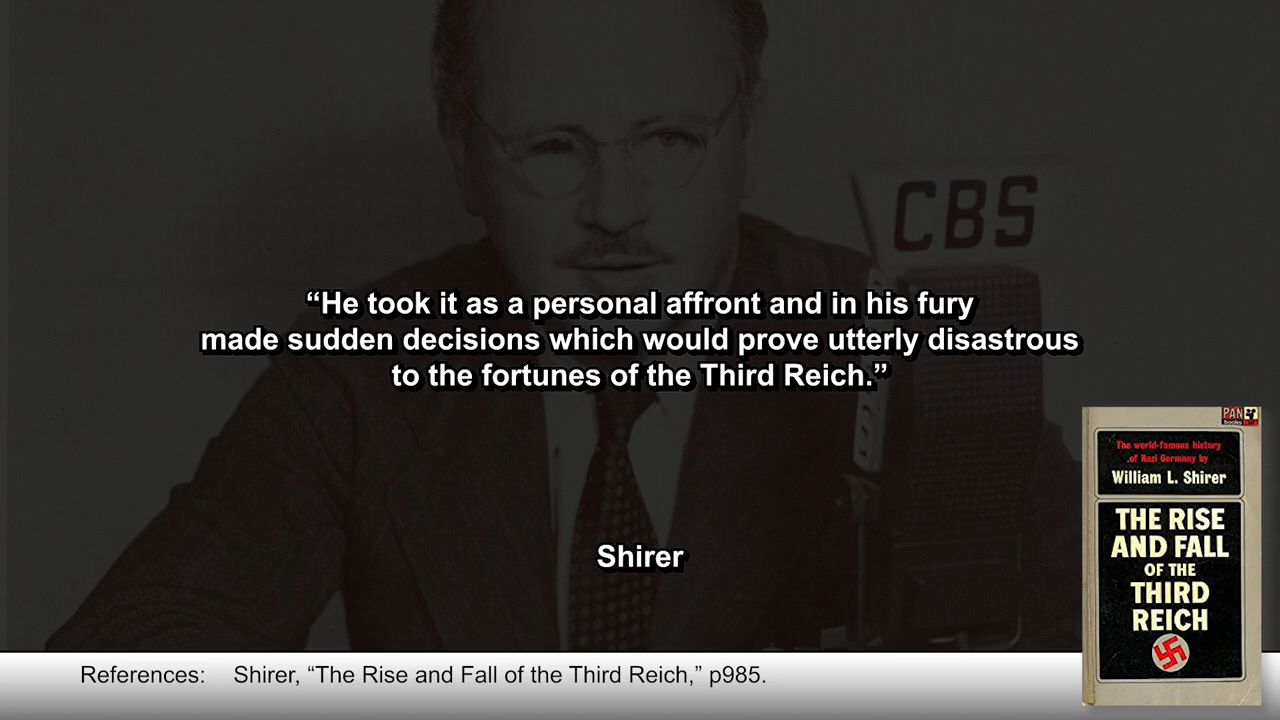 CBS
“He took it as a personal affront and in his fury
made sudden decisions which would prove utterly disastrous
to the fortunes of the Third Reich.”
Shirer
PAN
books
The world-famous history
of Nazi Germany by
William L. Shirer
THE RISE
AND FALL
OF THE
THIRD
REICH
References: Shirer, “The Rise and Fall of the Third Reich,” p985.